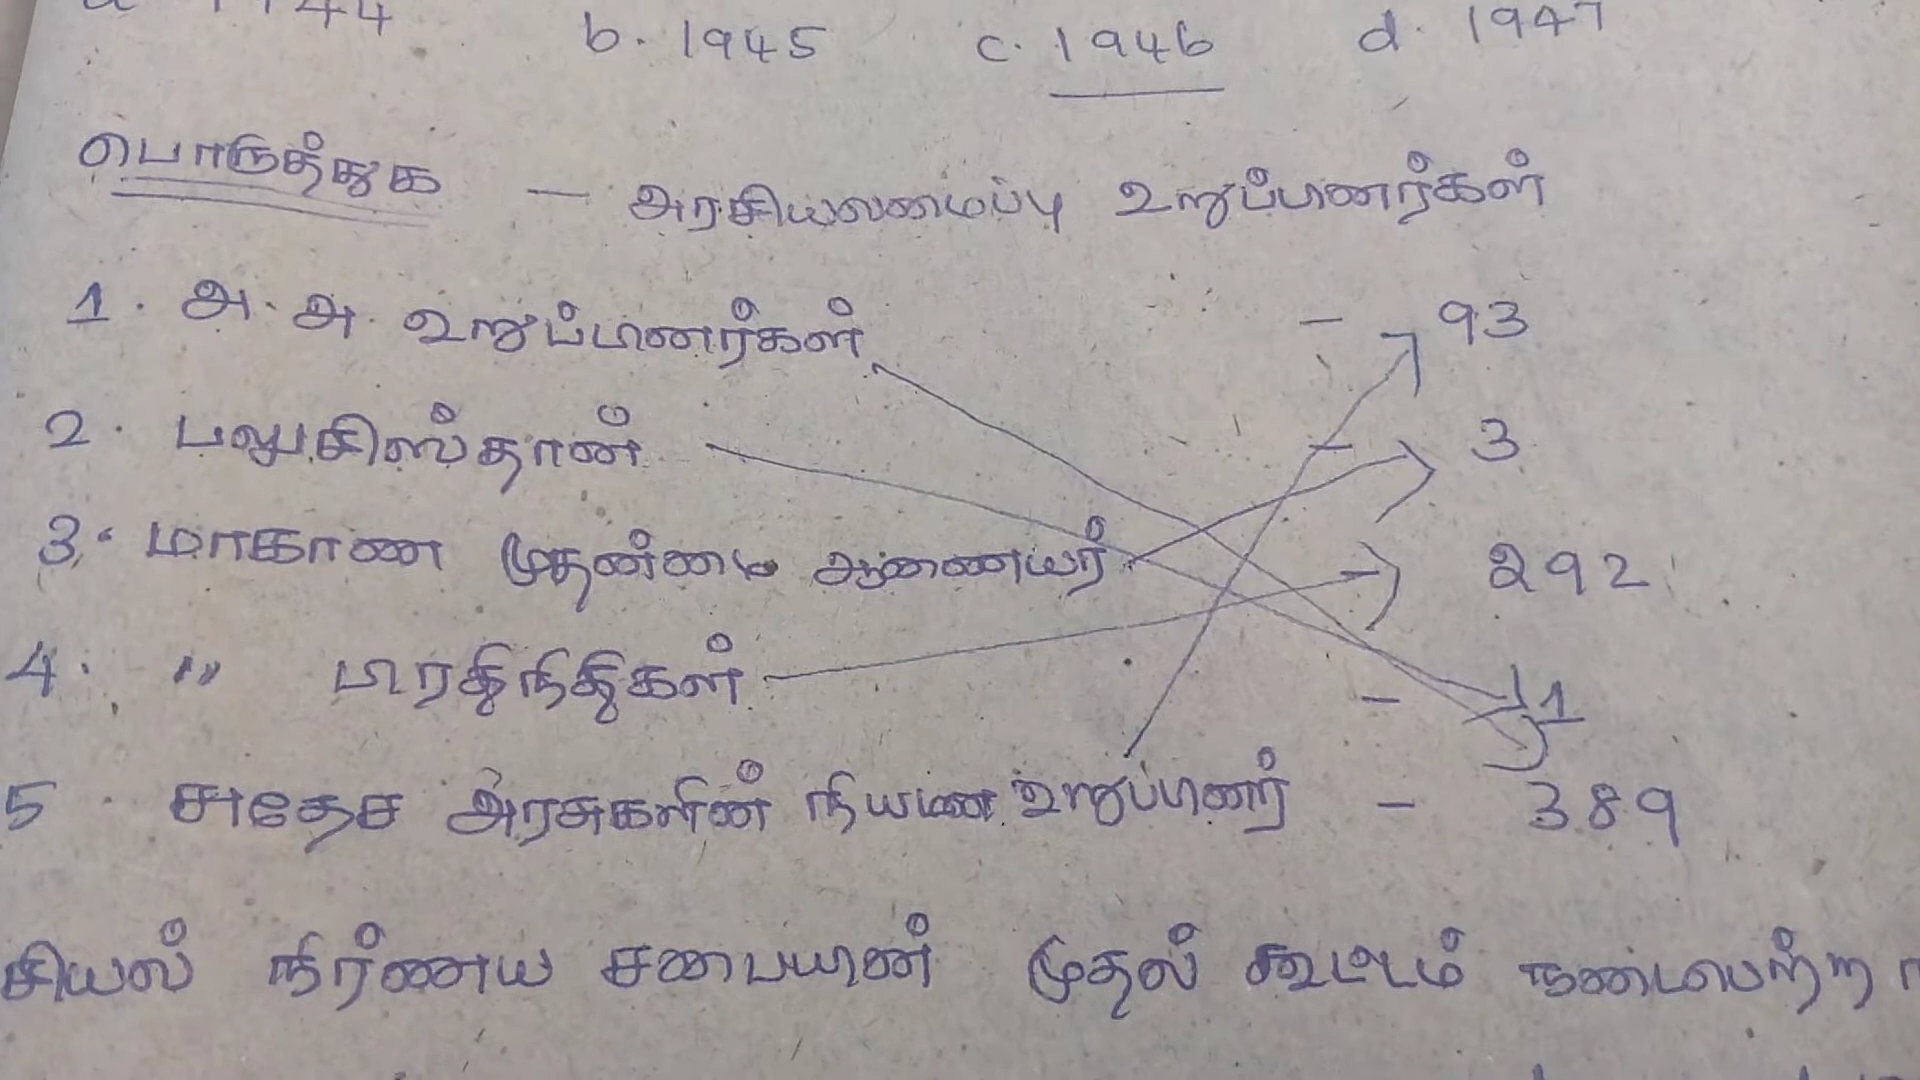 a 1944 b. 1945 c. 1946 d. 1947
பொருத்துக - அரசியலமைப்பு உறுப்பினர்கள்
1. அ. அ. உறுப்பினர்கள் - 93
2. பலுசிஸ்தான் - 3
3. மாகாண முதன்மை ஆணையர் - 292
4. " பிரதிநிதிகள் - 1
5. சுதேச அரசுகளின் நியமன உறுப்பினர் - 389
சியல் நிர்ணய சபையின் முதல் கூட்டம்